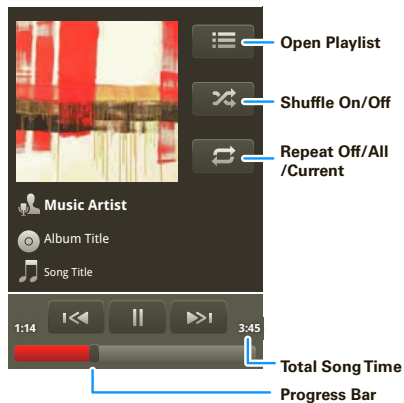 Open Playlist
Shuffle On/Off
Repeat Off/All
/Current
Music Artist
Album Title
Song Title
1:14
3:45
Total Song Time
Progress Bar